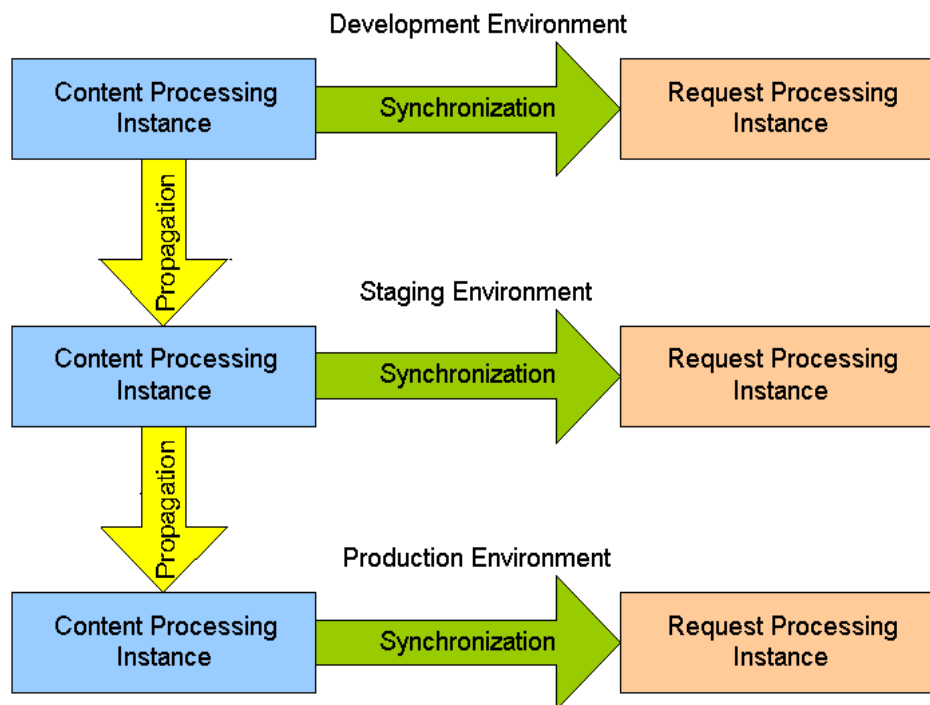 Development Environment
Content Processing
Instance
Synchronization
Request Processing
Instance
Propagation
Staging Environment
Content Processing
Instance
Synchronization
Request Processing
Instance
Propagation
Production Environment
Content Processing
Instance
Synchronization
Request Processing
Instance